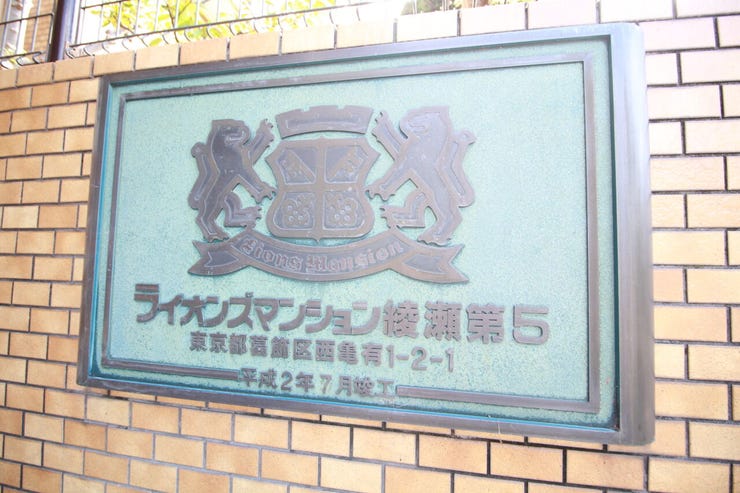 Lions Mansion
ライオンズマンション綾瀬第5
東京都葛飾区西亀有1-2-1
平成2年7月竣工